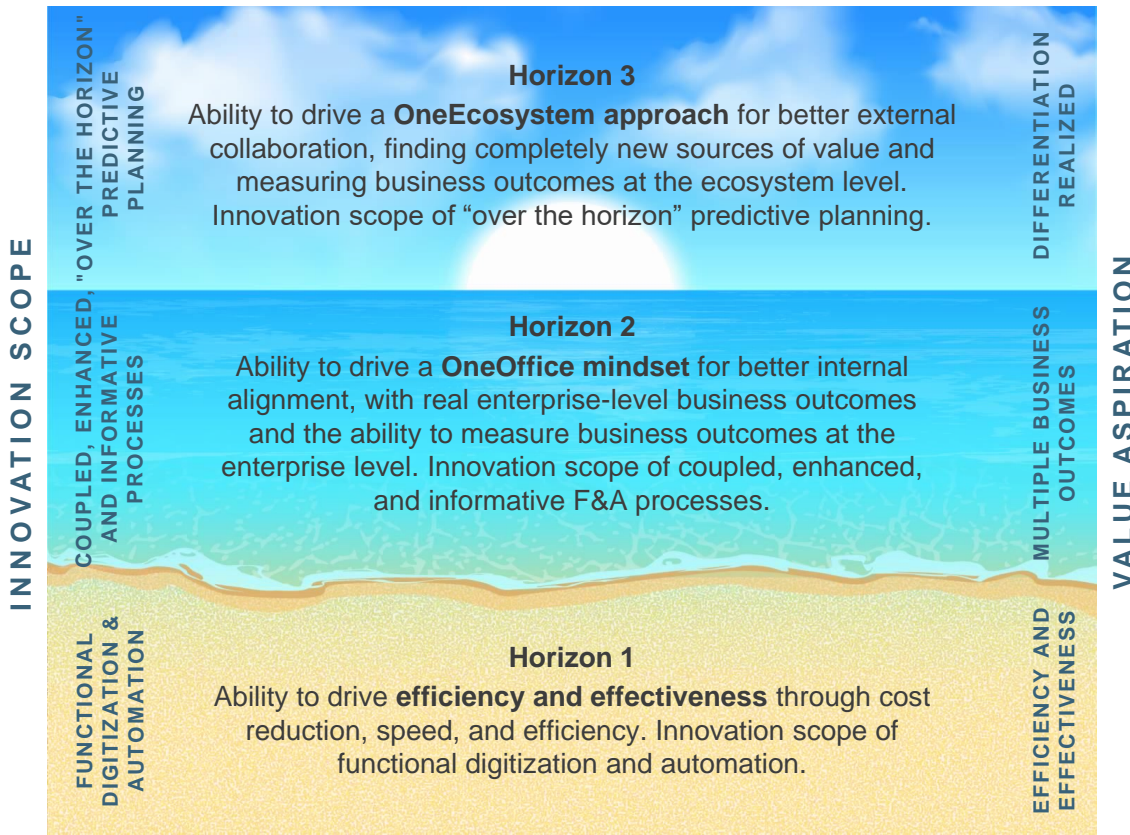 INNOVATION SCOPE
"OVER THE HORIZON"
PREDICTIVE
PLANNING
Horizon 3
Ability to drive a OneEcosystem approach for better external
collaboration, finding completely new sources of value and
measuring business outcomes at the ecosystem level.
Innovation scope of “over the horizon” predictive planning.
DIFFERENTIATION
REALIZED
COUPLED, ENHANCED,
AND INFORMATIVE
PROCESSES
Horizon 2
Ability to drive a OneOffice mindset for better internal
alignment, with real enterprise-level business outcomes
and the ability to measure business outcomes at the
enterprise level. Innovation scope of coupled, enhanced,
and informative F&A processes.
MULTIPLE BUSINESS
OUTCOMES
FUNCTIONAL
DIGITIZATION &
AUTOMATION
Horizon 1
Ability to drive efficiency and effectiveness through cost
reduction, speed, and efficiency. Innovation scope of
functional digitization and automation.
EFFICIENCY AND
EFFECTIVENESS
VALUE ASPIRATION